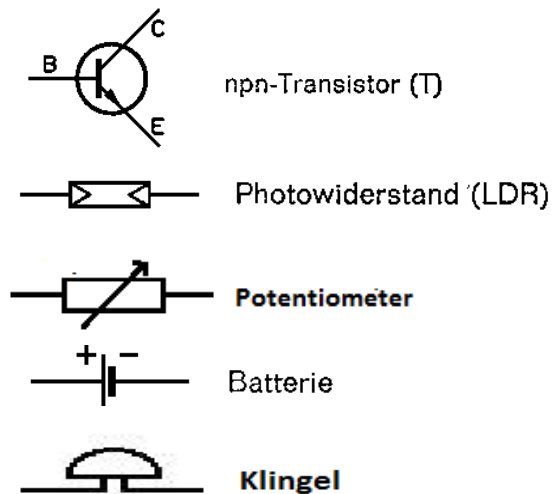 C
B
npn-Transistor (T)
E
Photowiderstand (LDR)
Potentiometer
+ −
Batterie
Klingel